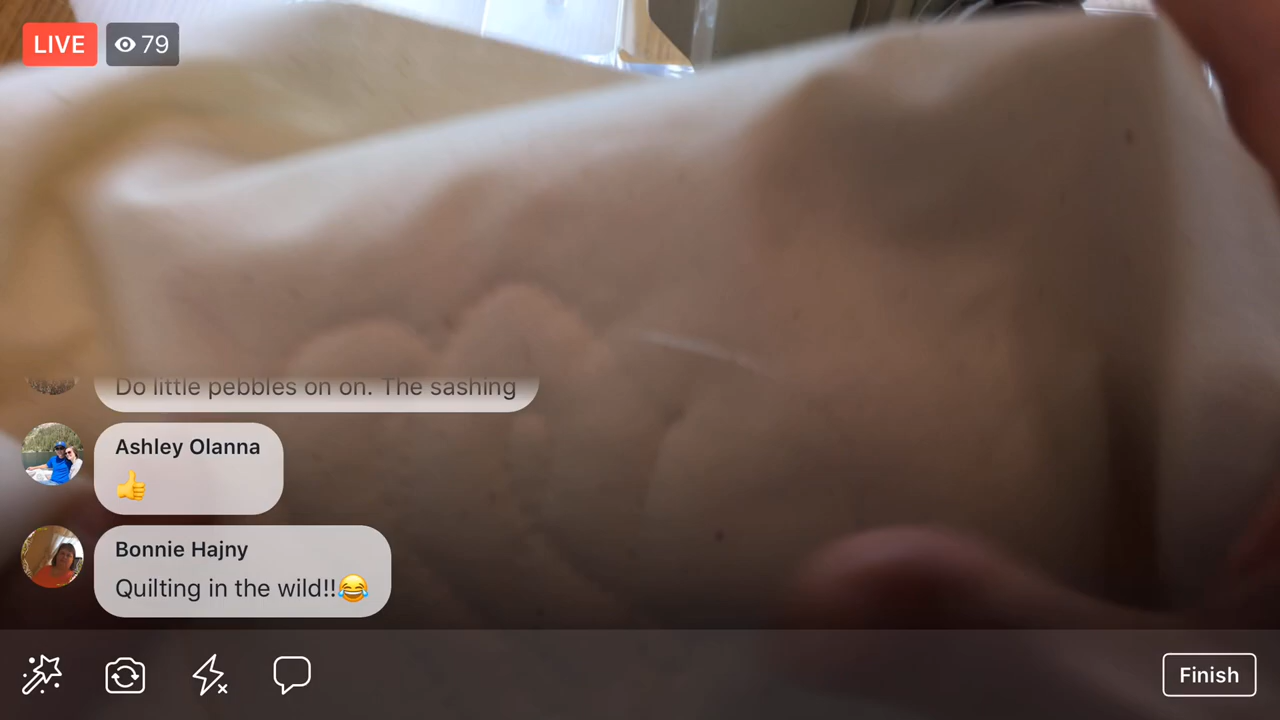 LIVE
79
Do little pebbles on on. The sashing
Ashley Olanna
👍
Bonnie Hajny
Quilting in the wild!!😂
Finish